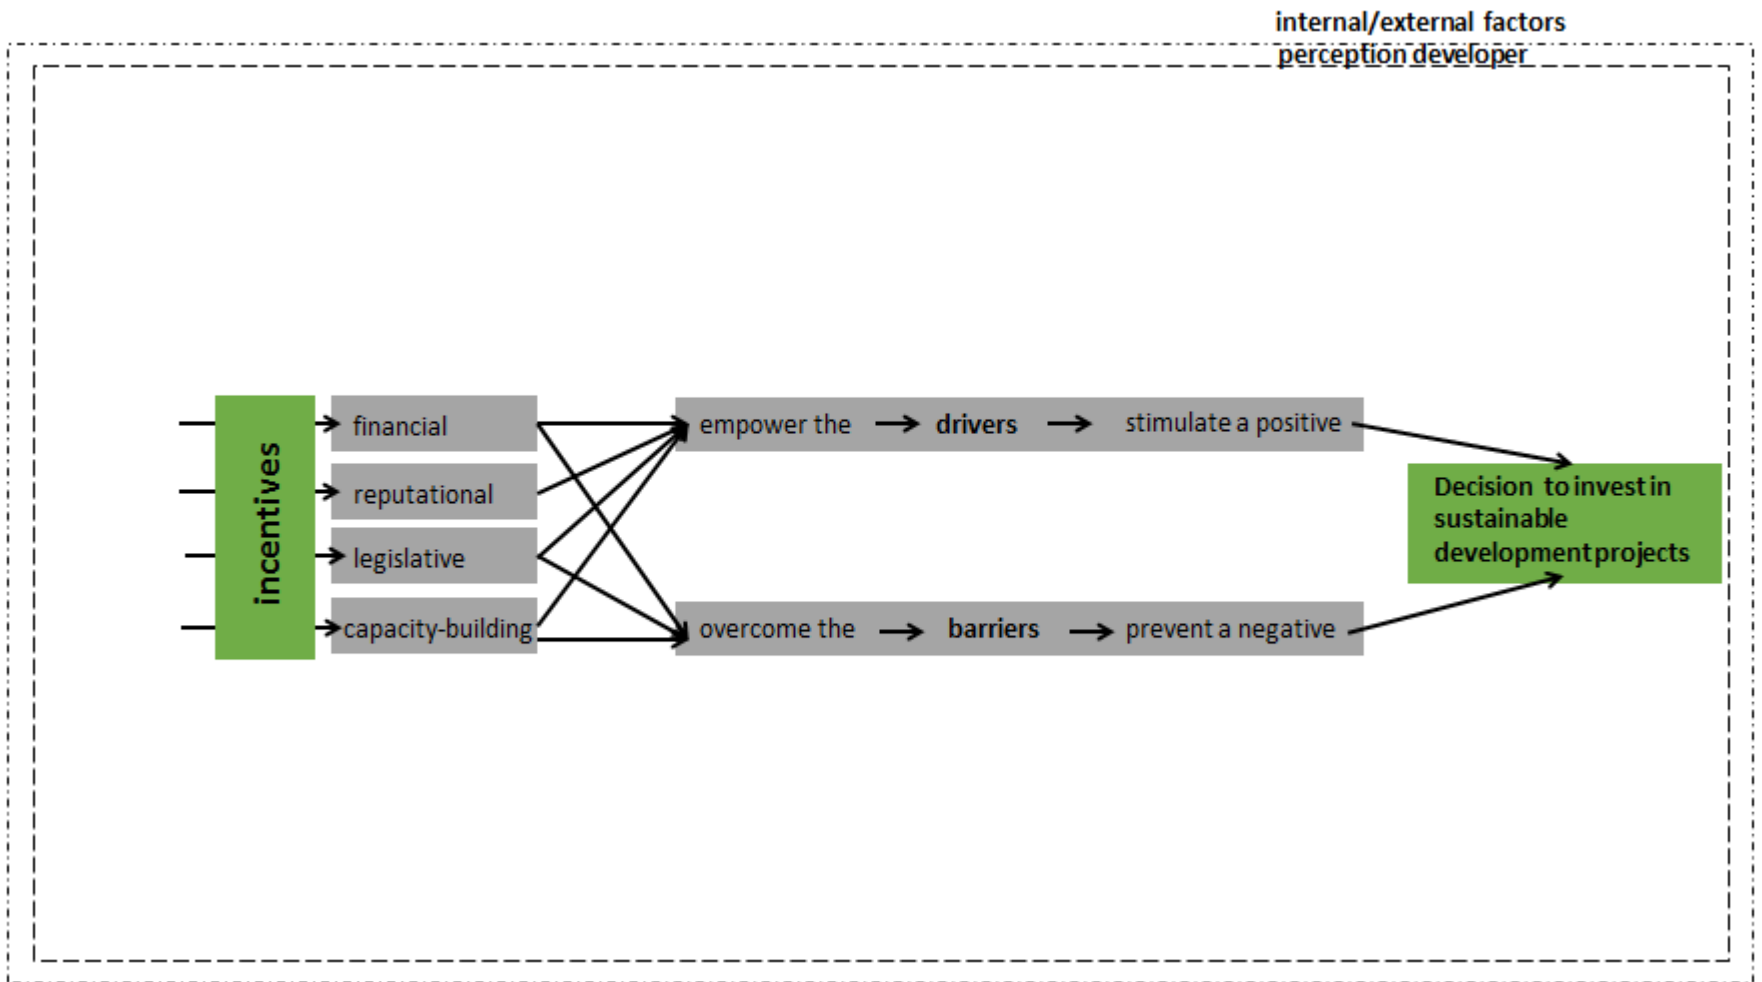 internal/external factors
perception developer
incentives
financial
reputational
legislative
capacity-building
empower the drivers stimulate a positive
overcome the barriers prevent a negative
Decision to invest in
sustainable
development projects